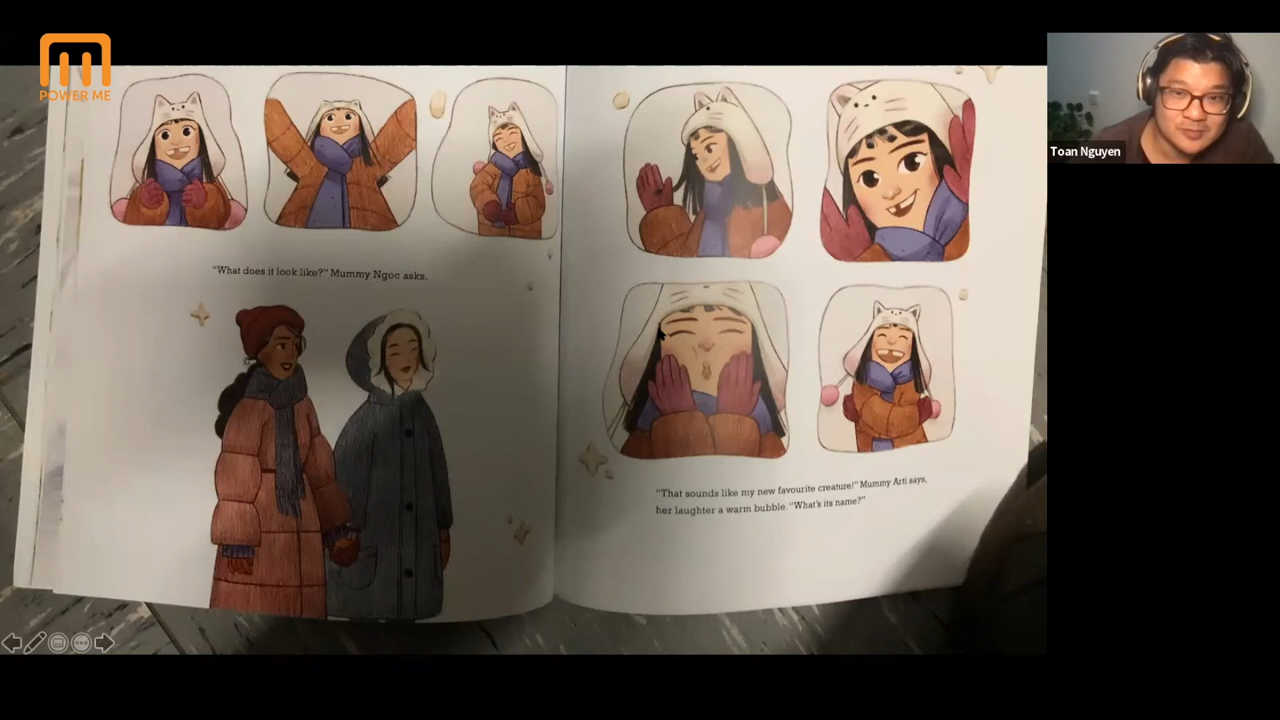 POWER ME
Toan Nguyen
"What does it look like?" Mummy Ngoc asks.
"That sounds like my new favourite creature!" Mummy Arti says,
her laughter a warm bubble. "What's its name?"